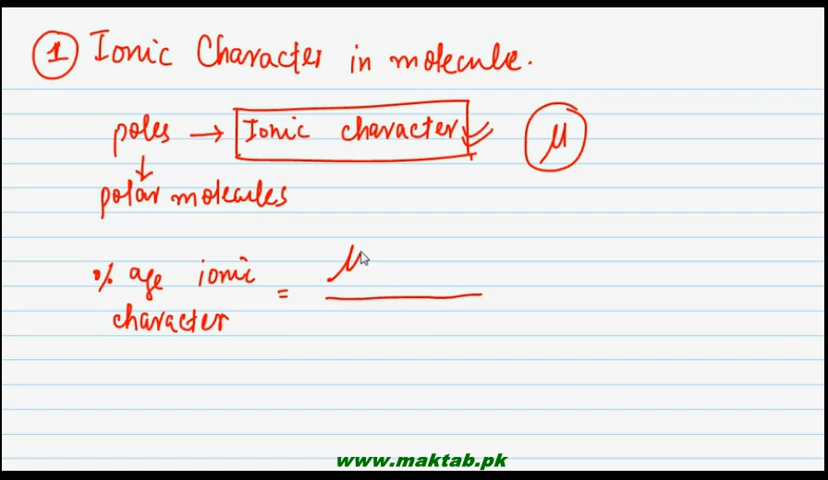 1 Ionic Character in molecule.
poles → Ionic character μ
↓
polar molecules
% age ionic character = μ
www.maktab.pk